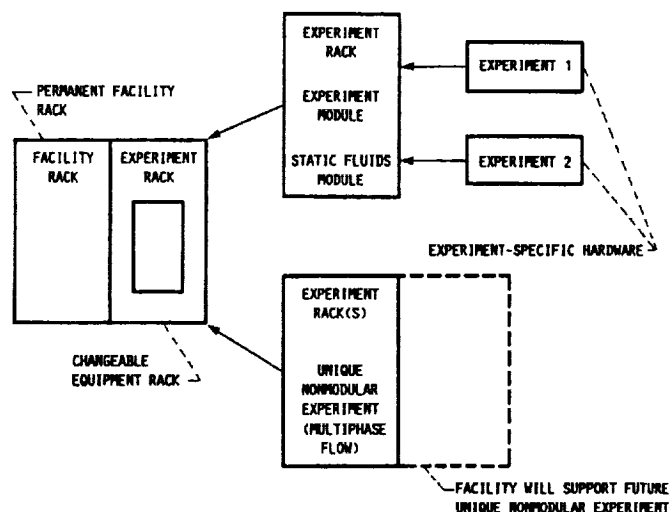 EXPERIMENT
RACK
EXPERIMENT
MODULE
STATIC FLUIDS
MODULE
EXPERIMENT 1
EXPERIMENT 2
EXPERIMENT-SPECIFIC HARDWARE
PERMANENT FACILITY
RACK
FACILITY
RACK
EXPERIMENT
RACK
CHANGEABLE
EQUIPMENT RACK
EXPERIMENT
RACK(S)
UNIQUE
NONMODULAR
EXPERIMENT
(MULTIPHASE
FLOW)
FACILITY WILL SUPPORT FUTURE
UNIQUE NONMODULAR EXPERIMENT